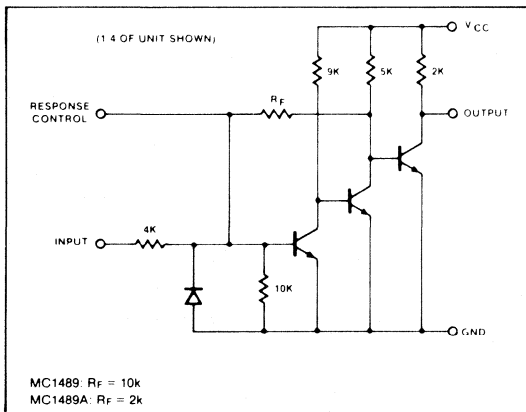 (1 4 OF UNIT SHOWN)
V CC
9K
5K
2K
RESPONSE
CONTROL
RF
OUTPUT
INPUT
4K
10K
GND
MC1489: RF = 10k
MC1489A: RF = 2k